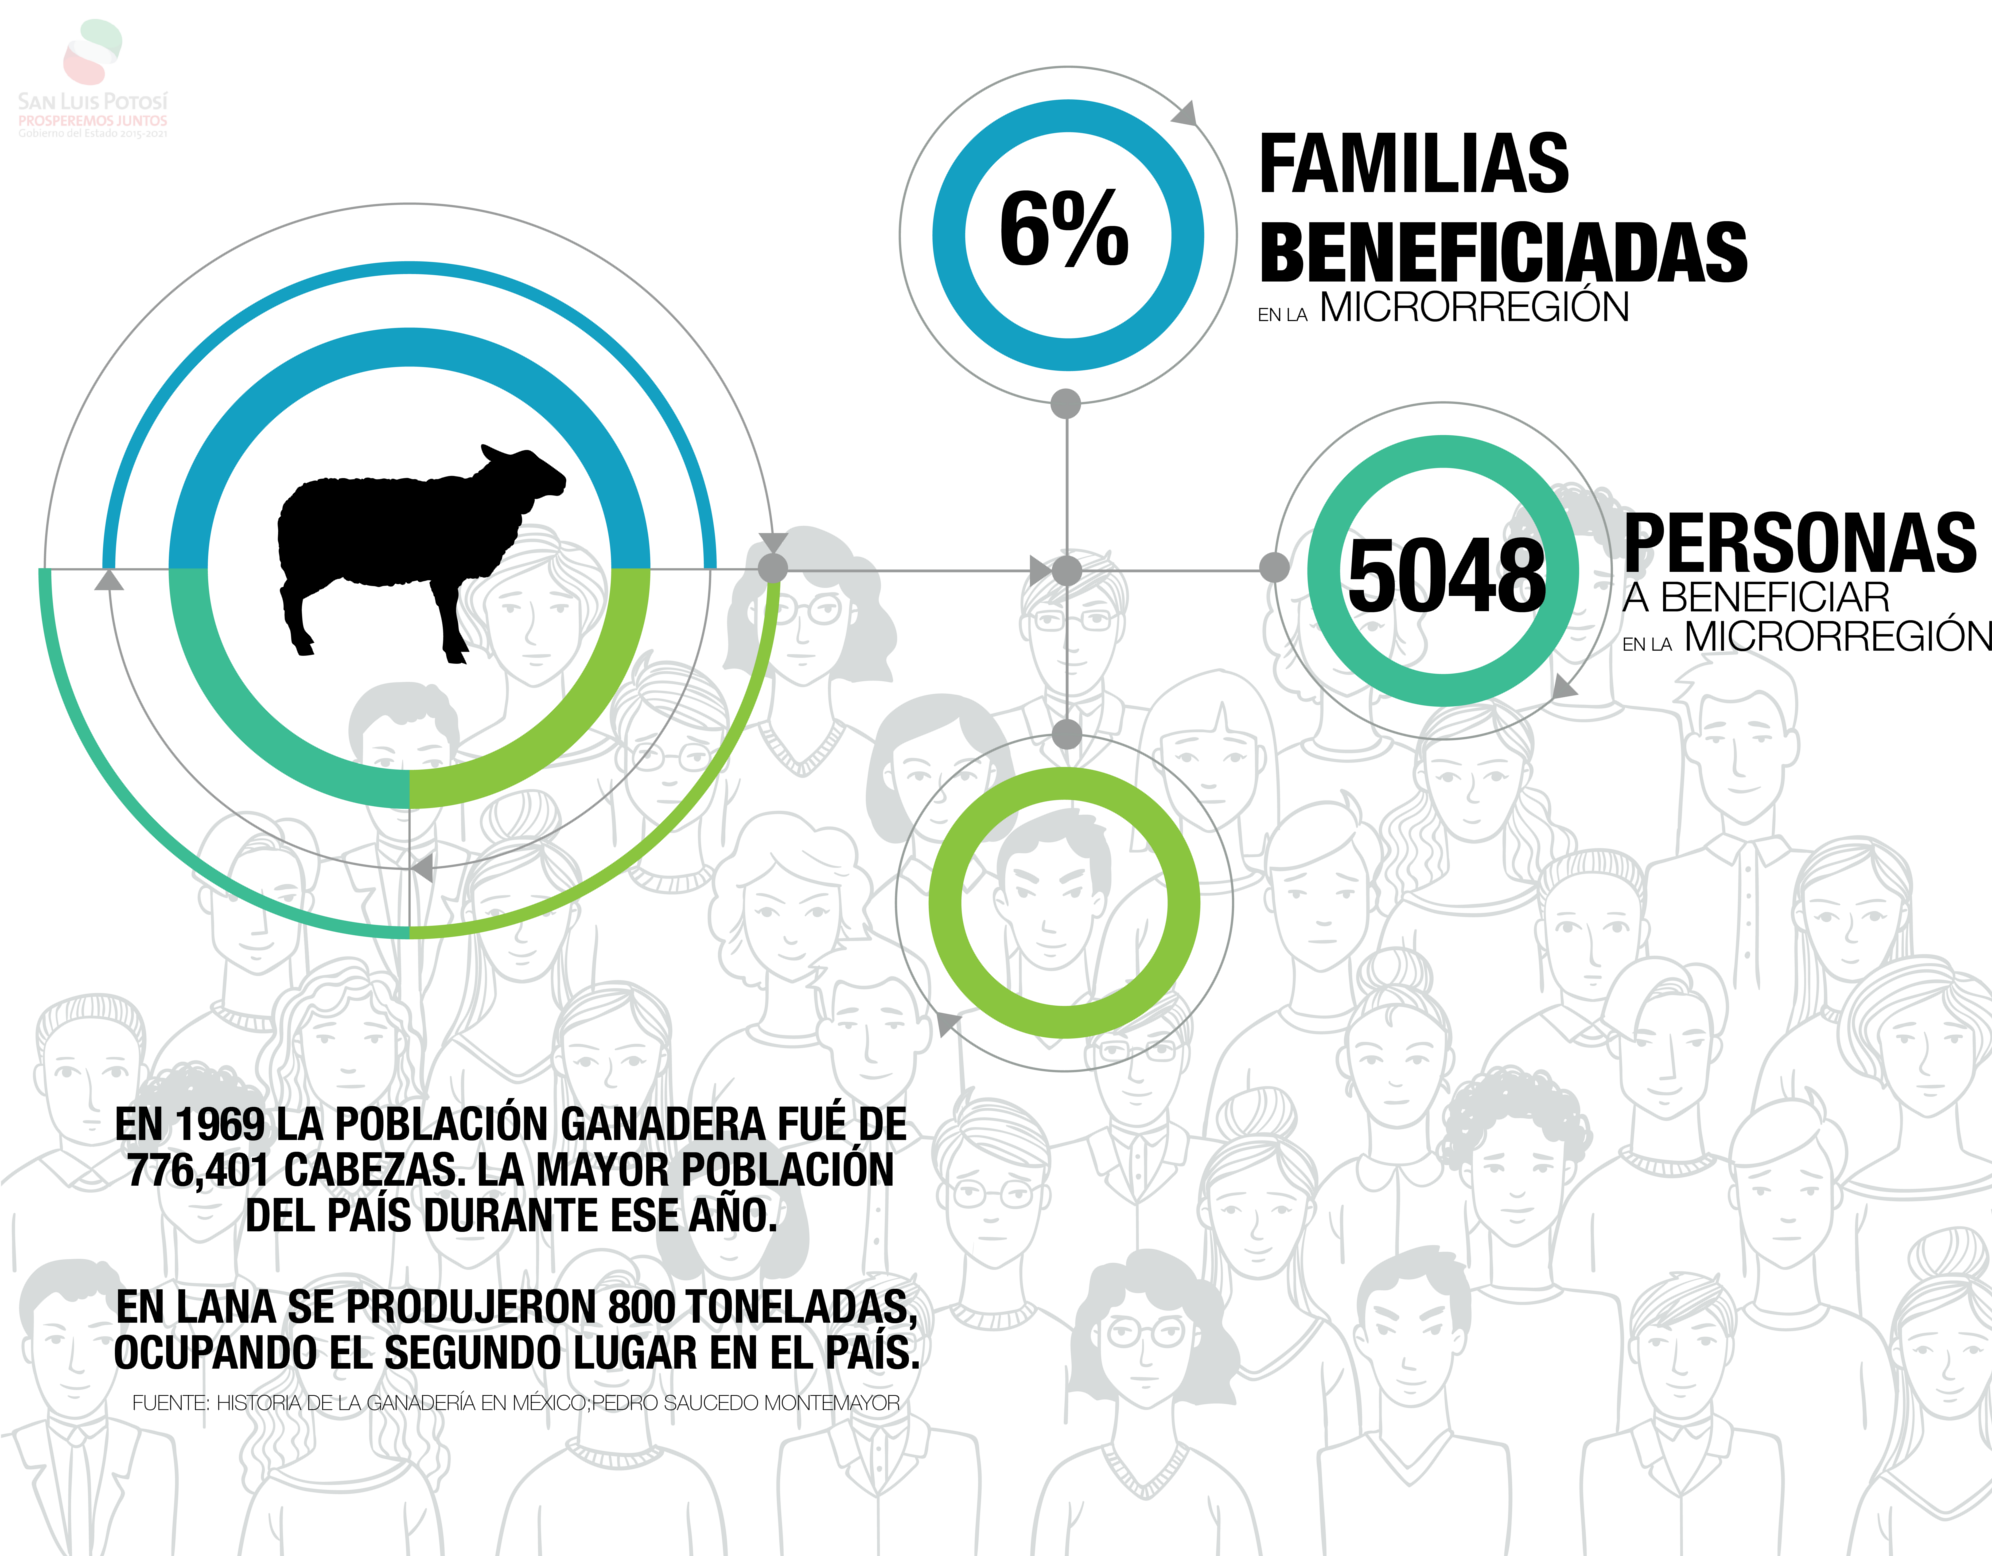 SAN LUIS POTOSÍ
PROSPEREMOS JUNTOS
Gobierno del Estado 2015-2021
6%
FAMILIAS
BENEFICIADAS
EN LA MICRORREGIÓN
5048
PERSONAS
A BENEFICIAR
EN LA MICRORREGIÓN
EN 1969 LA POBLACIÓN GANADERA FUÉ DE
776,401 CABEZAS. LA MAYOR POBLACIÓN
DEL PAÍS DURANTE ESE AÑO.
EN LANA SE PRODUJERON 800 TONELADAS,
OCUPANDO EL SEGUNDO LUGAR EN EL PAÍS.
FUENTE: HISTORIA DE LA GANADERÍA EN MÉXICO;PEDRO SAUCEDO MONTEMAYOR